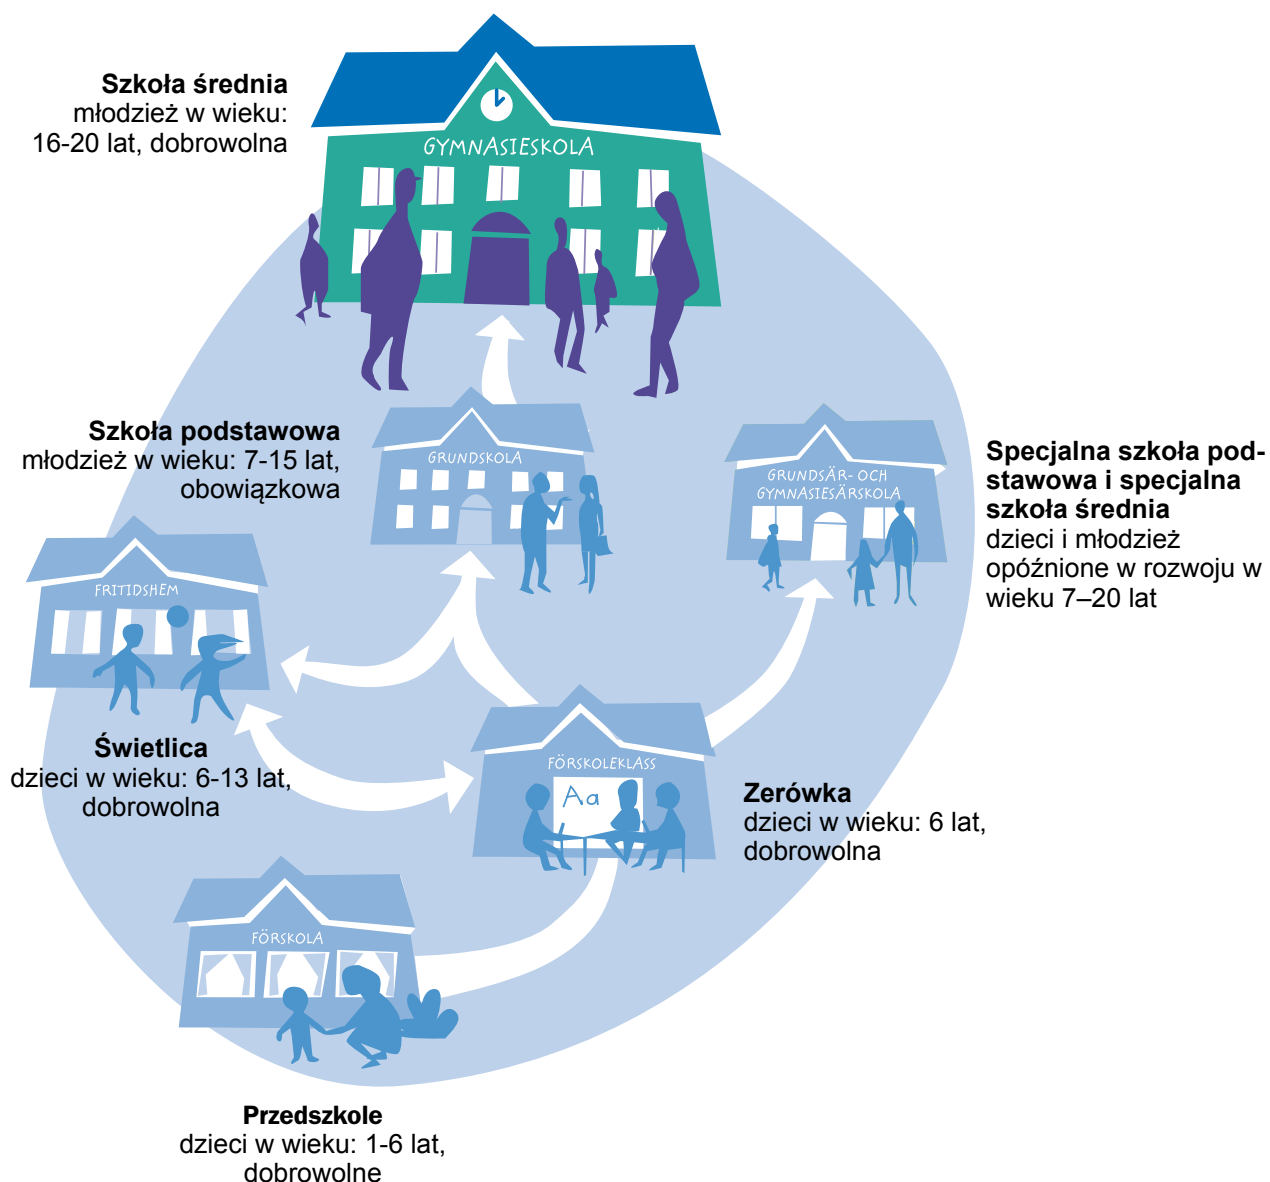 Szkoła średnia
młodzież w wieku:
16-20 lat, dobrowolna
GYMNASIESKOLA
Szkoła podstawowa
młodzież w wieku: 7-15 lat,
obowiązkowa
GRUNDSKOLA
GRUNDSÄR- OCH
GYMNASIESÄRSKOLA
Specjalna szkoła pod-
stawowa i specjalna
szkoła średnia
dzieci i młodzież
opóźnione w rozwoju w
wieku 7–20 lat
FRITIDSHEM
Świetlica
dzieci w wieku: 6-13 lat,
dobrowolna
FÖRSKOLEKLASS
Aa
Zerówka
dzieci w wieku: 6 lat,
dobrowolna
FÖRSKOLA
Przedszkole
dzieci w wieku: 1-6 lat,
dobrowolne